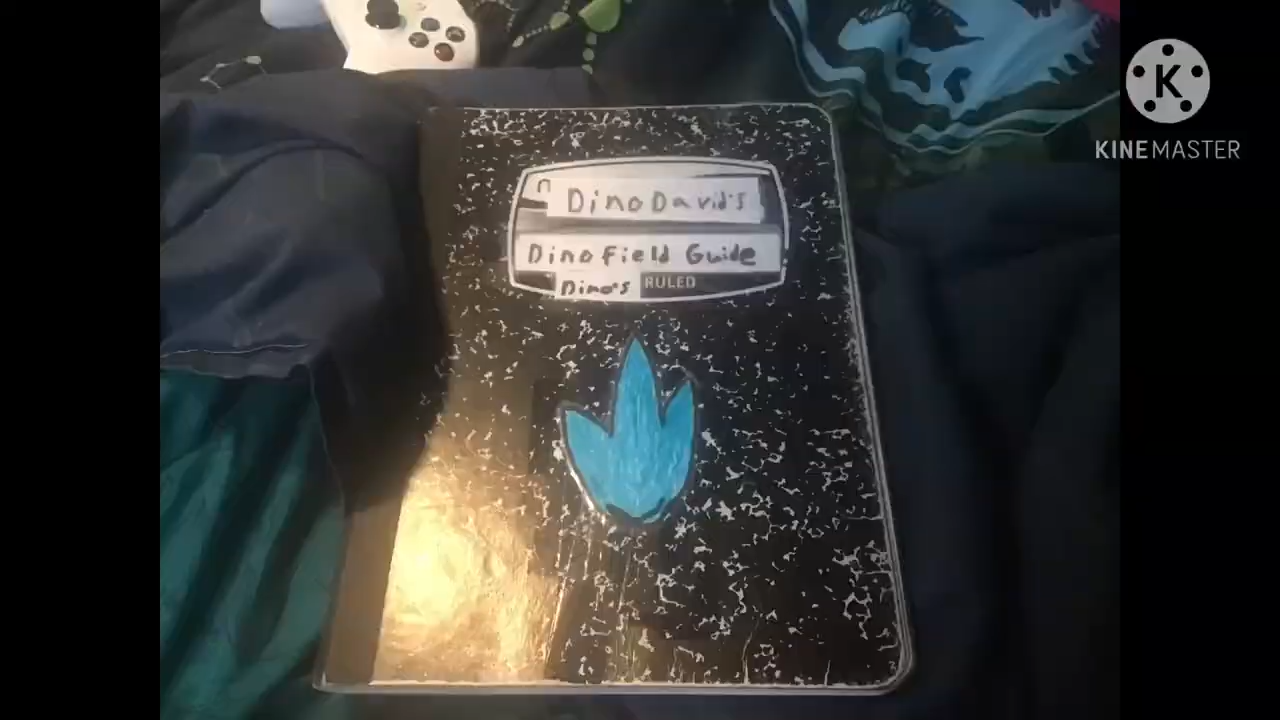 Dino David's
Dino Field Guide
Dino's RULED
K
KINEMASTER